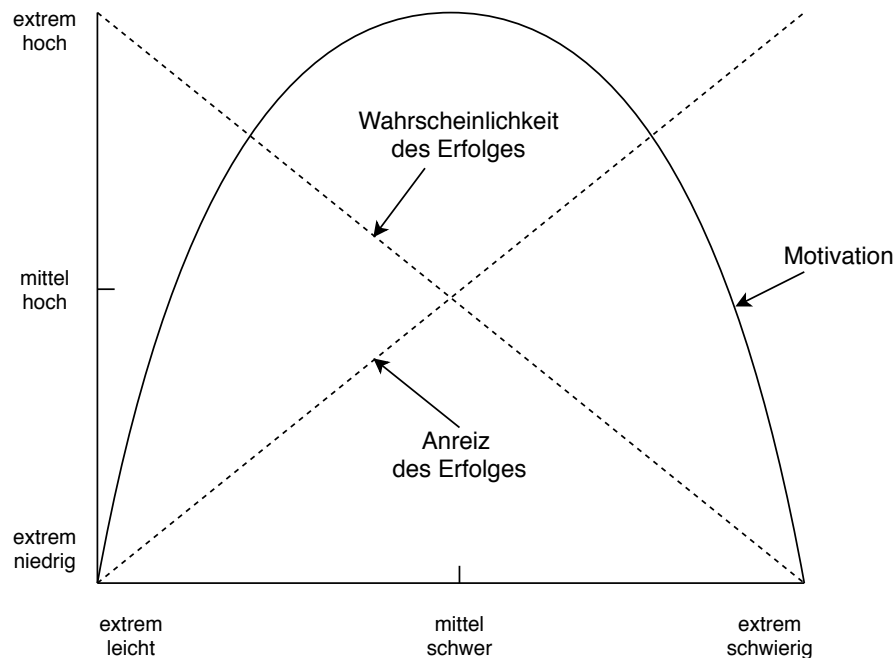 extrem
hoch
Wahrscheinlichkeit
des Erfolges
Motivation
mittel
hoch
Anreiz
des Erfolges
extrem
niedrig
extrem
leicht
mittel
schwer
extrem
schwierig